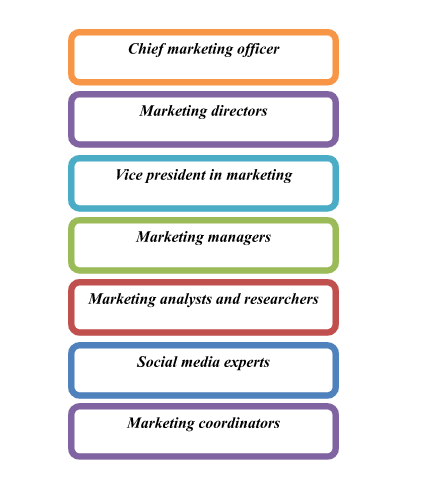 Chief marketing officer
Marketing directors
Vice president in marketing
Marketing managers
Marketing analysts and researchers
Social media experts
Marketing coordinators